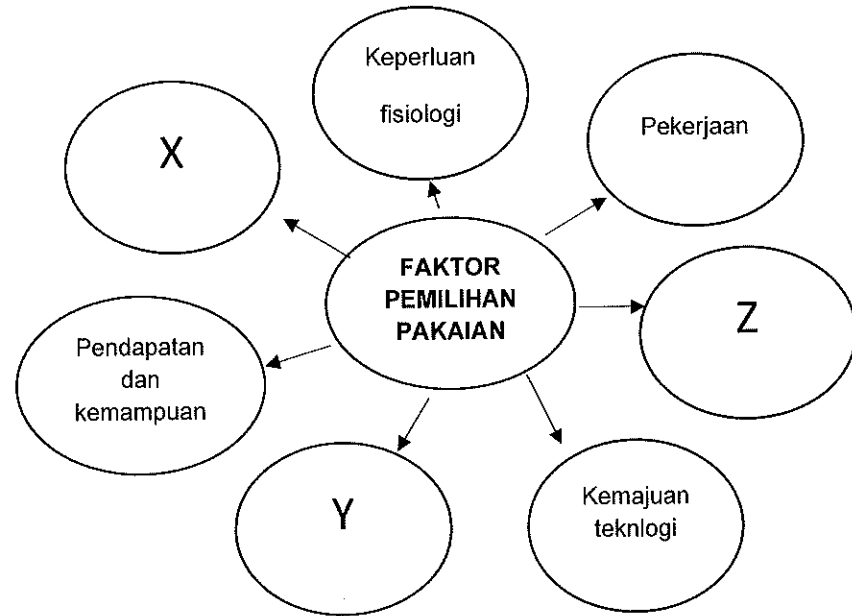 Keperluan
fisiologi
X
Pekerjaan
FAKTOR
PEMILIHAN
PAKAIAN
Z
Pendapatan
dan
kemampuan
Y
Kemajuan
teknlogi